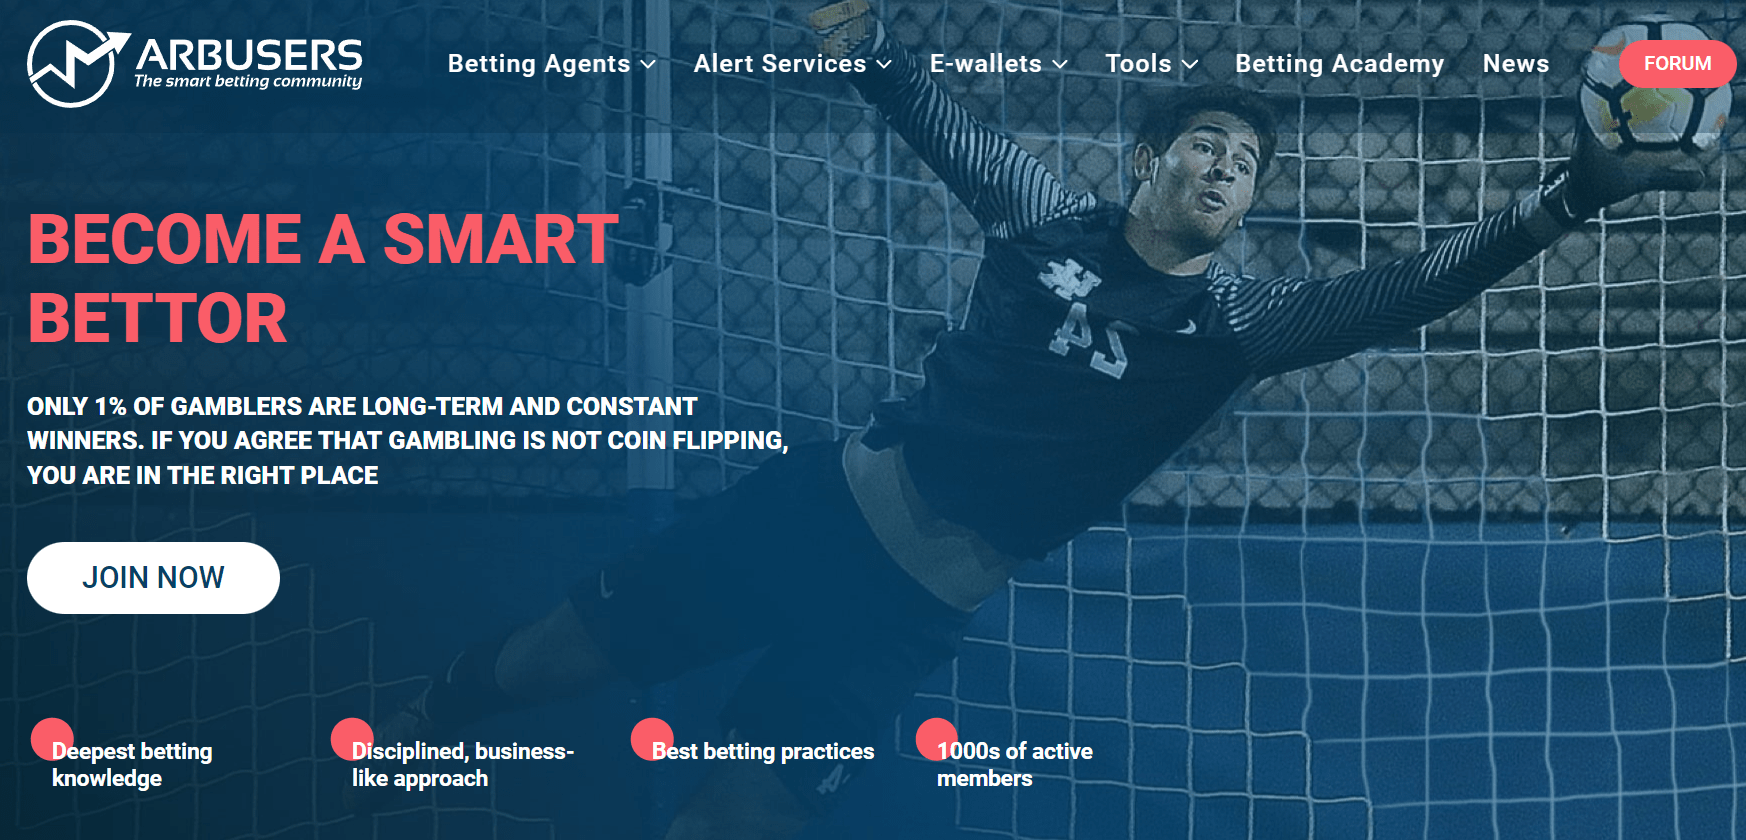 ARBUSERS
The smart betting community
Betting Agents
Alert Services
E-wallets
Tools
Betting Academy
News
FORUM
BECOME A SMART
BETTOR
ONLY 1% OF GAMBLERS ARE LONG-TERM AND CONSTANT
WINNERS. IF YOU AGREE THAT GAMBLING IS NOT COIN FLIPPING,
YOU ARE IN THE RIGHT PLACE
JOIN NOW
Deepest betting
knowledge
Disciplined, business-
like approach
Best betting practices
1000s of active
members